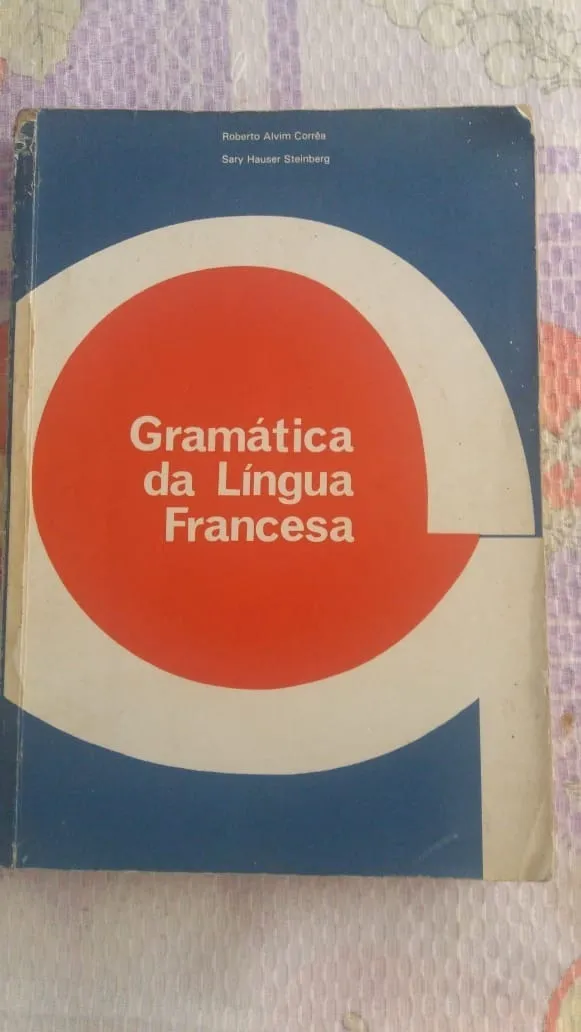 Roberto Alvim Corrêa
Sary Hauser Steinberg
Gramática
da Língua
Francesa